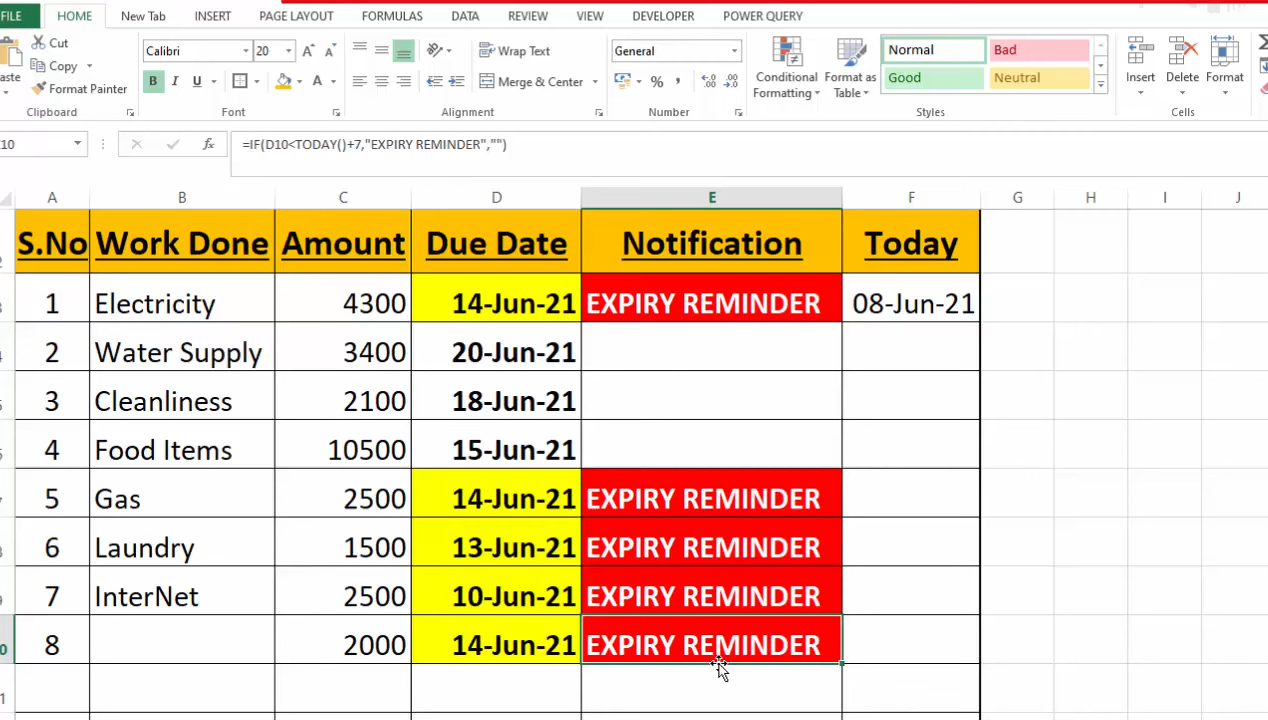 FILE HOME New Tab INSERT PAGE LAYOUT FORMULAS DATA REVIEW VIEW DEVELOPER POWER QUERY
Cut Calibri 20 Wrap Text General Normal Bad
Copy
Format Painter B I U A Merge & Center % Conditional Formatting Format as Table Good Neutral Insert Delete Format
Clipboard Font Alignment Number Styles Cells
10 fx =IF(D10<TODAY()+7,"EXPIRY REMINDER","")
A B C D E F G H I J
2 S.No Work Done Amount Due Date Notification Today
3 1 Electricity 4300 14-Jun-21 EXPIRY REMINDER 08-Jun-21
2 Water Supply 3400 20-Jun-21
3 Cleanliness 2100 18-Jun-21
4 Food Items 10500 15-Jun-21
5 Gas 2500 14-Jun-21 EXPIRY REMINDER
6 Laundry 1500 13-Jun-21 EXPIRY REMINDER
7 InterNet 2500 10-Jun-21 EXPIRY REMINDER
0 8 2000 14-Jun-21 EXPIRY REMINDER
1